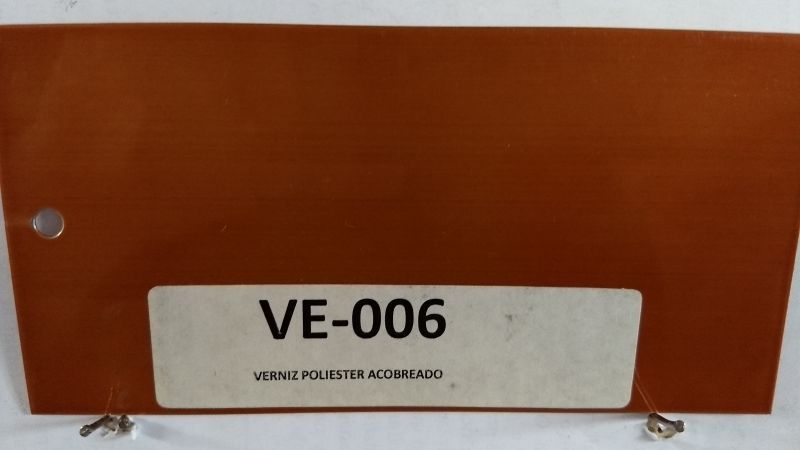 VE-006
VERNIZ POLIESTER ACOBREADO